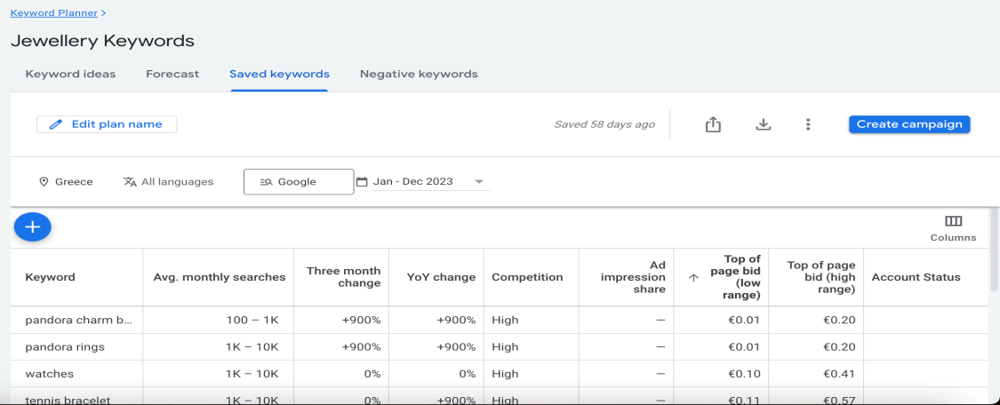 Keyword Planner >
Jewellery Keywords
Keyword ideas Forecast Saved keywords Negative keywords
Edit plan name Saved 58 days ago Create campaign
Greece All languages Google Jan - Dec 2023
Columns
Keyword Avg. monthly searches Three month change YoY change Competition Ad impression share Top of page bid (low range) Top of page bid (high range) Account Status
pandora charm b... 100 – 1K +900% +900% High — €0.01 €0.20
pandora rings 1K – 10K +900% +900% High — €0.01 €0.20
watches 1K – 10K 0% 0% High — €0.10 €0.41
tennis bracelet 1K – 10K 0% +900% High — €0.11 €0.57